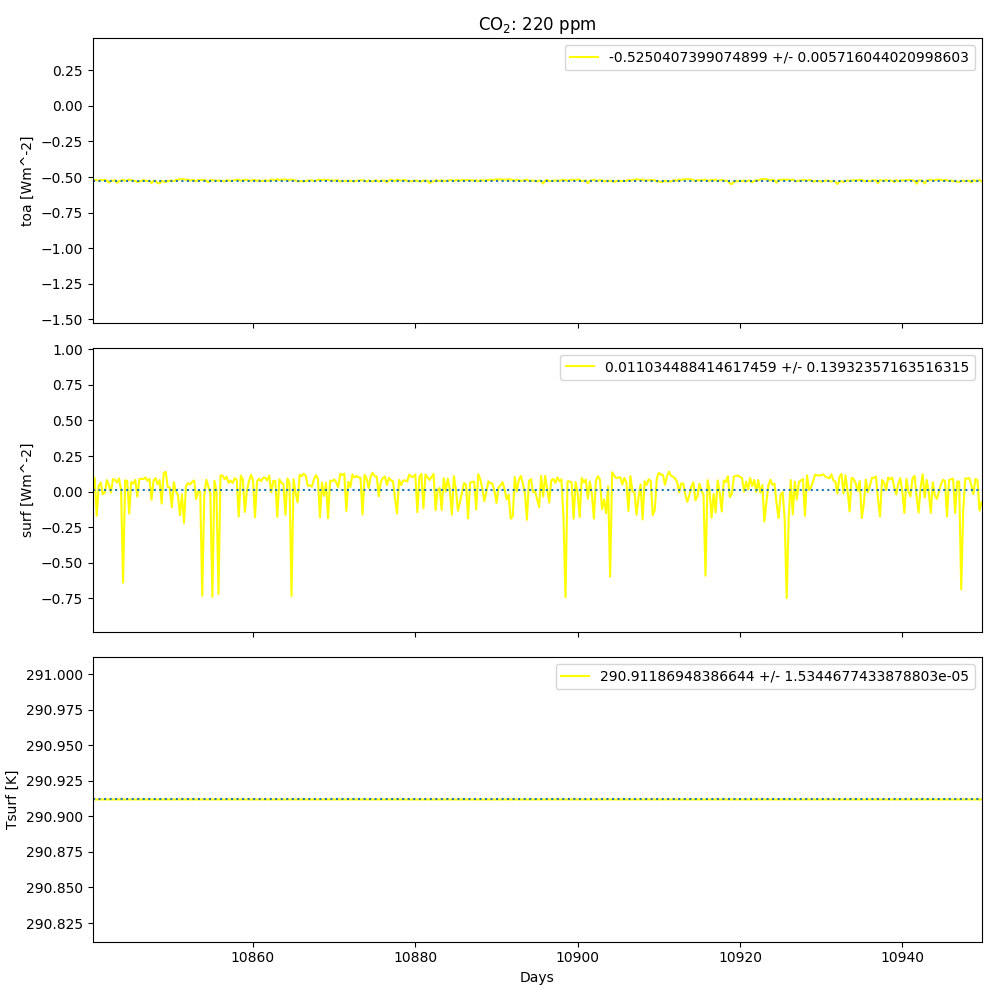 CO₂: 220 ppm
-0.5250407399074899 +/- 0.005716044020998603
0.25
0.00
−0.25
−0.50
−0.75
−1.00
−1.25
−1.50
toa [Wm^-2]
0.011034488414617459 +/- 0.13932357163516315
1.00
0.75
0.50
0.25
0.00
−0.25
−0.50
−0.75
surf [Wm^-2]
290.91186948386644 +/- 1.5344677433878803e-05
291.000
290.975
290.950
290.925
290.900
290.875
290.850
290.825
Tsurf [K]
10860 10880 10900 10920 10940
Days